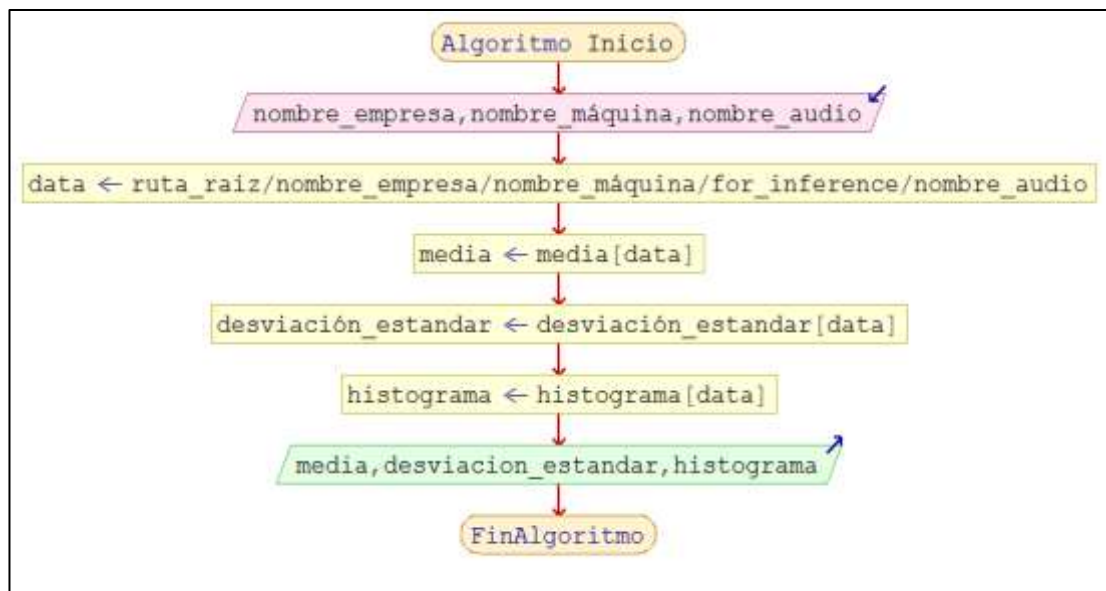 Algoritmo Inicio
nombre_empresa,nombre_máquina,nombre_audio
data ← ruta_raiz/nombre_empresa/nombre_máquina/for_inference/nombre_audio
media ← media[data]
desviación_estandar ← desviación_estandar[data]
histograma ← histograma[data]
media,desviacion_estandar,histograma
FinAlgoritmo